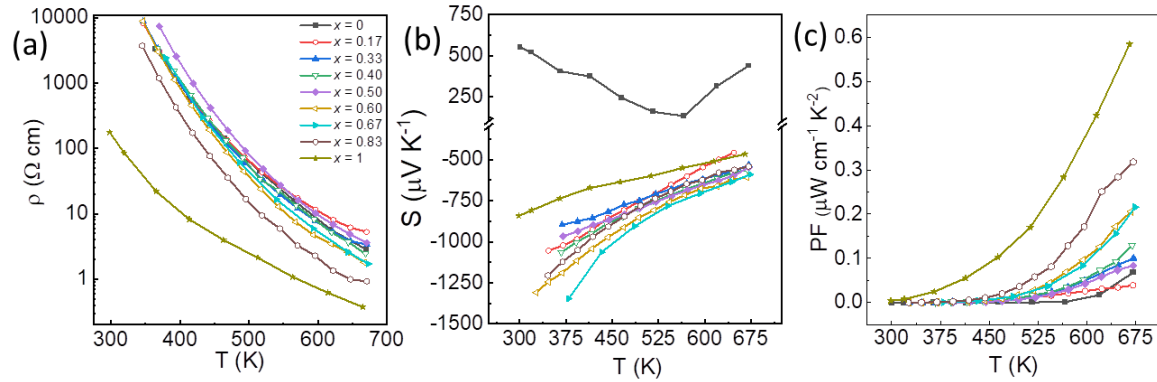 (a)
10000
1000
100
10
1
ρ (Ω cm)
300 400 500 600 700
T (K)
x = 0
x = 0.17
x = 0.33
x = 0.40
x = 0.50
x = 0.60
x = 0.67
x = 0.83
x = 1
(b)
750
500
250
-500
-750
-1000
-1250
-1500
S (µV K⁻¹)
300 375 450 525 600 675
T (K)
(c)
0.6
0.5
0.4
0.3
0.2
0.1
0.0
PF (µW cm⁻¹ K⁻²)
300 375 450 525 600 675
T (K)